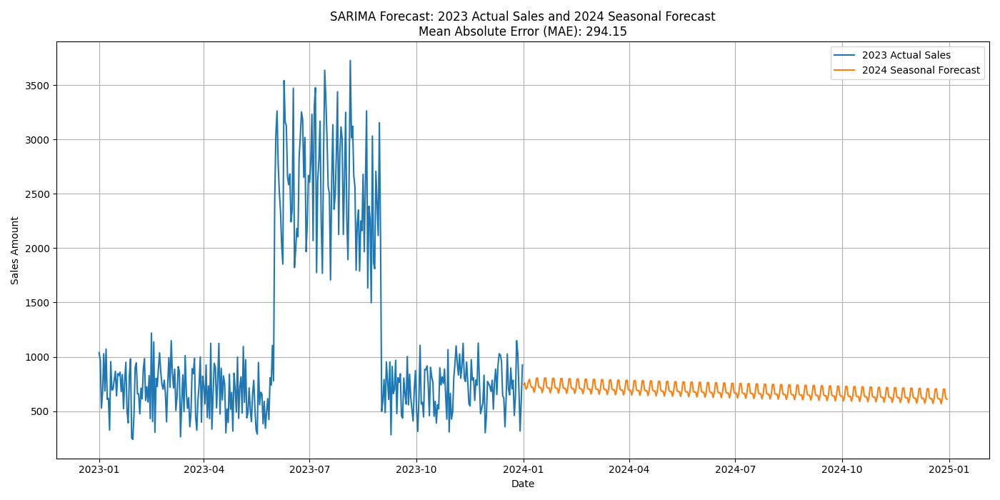 SARIMA Forecast: 2023 Actual Sales and 2024 Seasonal Forecast
Mean Absolute Error (MAE): 294.15
2023 Actual Sales
2024 Seasonal Forecast
Sales Amount
3500
3000
2500
2000
1500
1000
500
2023-01
2023-04
2023-07
2023-10
2024-01
2024-04
2024-07
2024-10
2025-01
Date